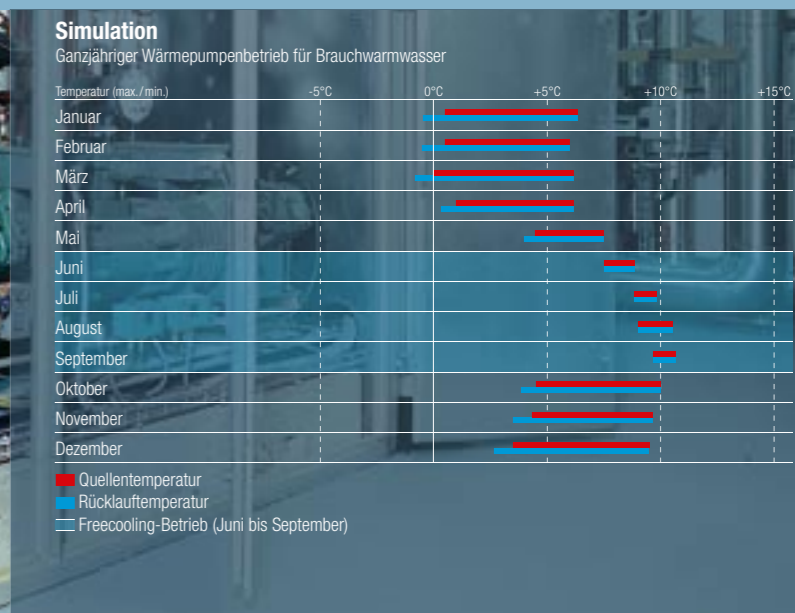 Simulation
Ganzjähriger Wärmepumpenbetrieb für Brauchwarmwasser
Temperatur (max./min.) -5°C 0°C +5°C +10°C +15°C
Januar
Februar
März
April
Mai
Juni
Juli
August
September
Oktober
November
Dezember
Quellentemperatur
Rücklauftemperatur
Freecooling-Betrieb (Juni bis September)